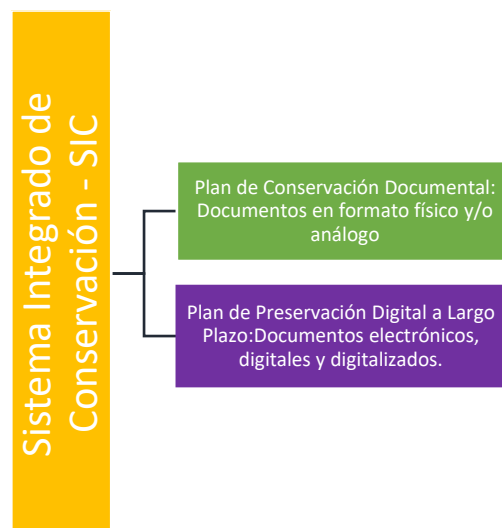 Sistema Integrado de
Conservación - SIC
Plan de Conservación Documental:
Documentos en formato físico y/o
análogo
Plan de Preservación Digital a Largo
Plazo:Documentos electrónicos,
digitales y digitalizados.